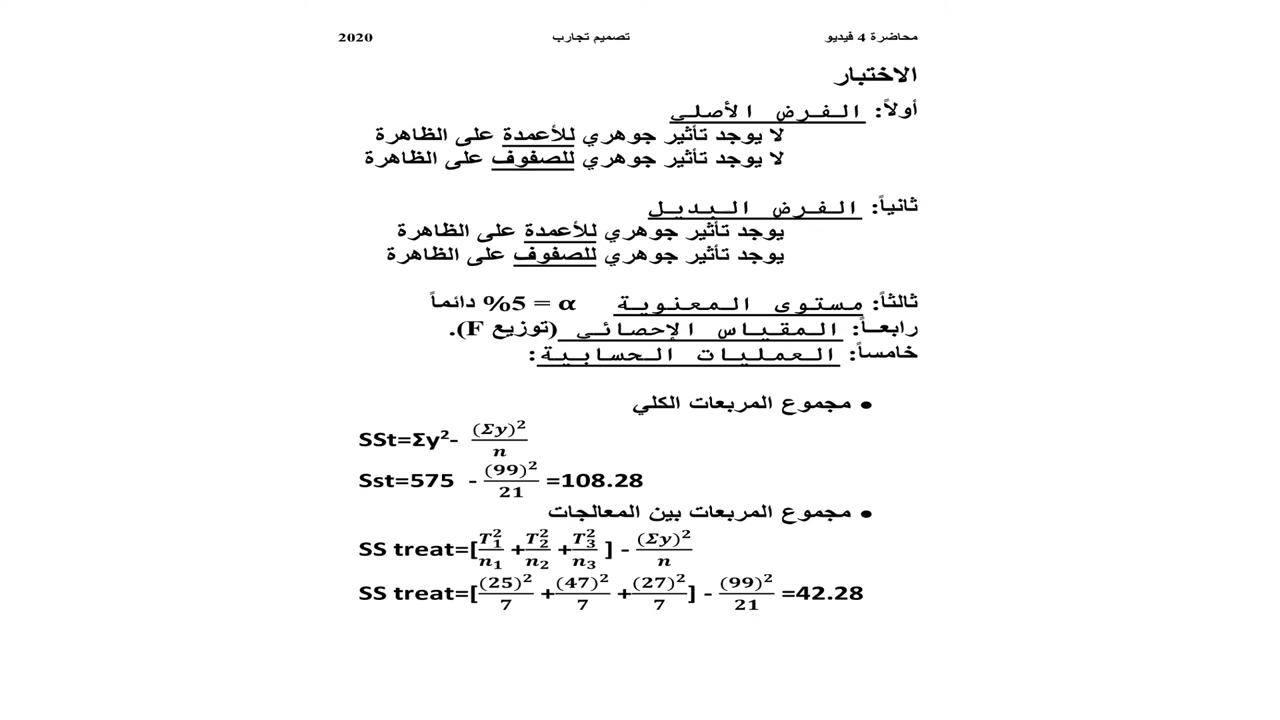 محاضرة 4 فيديو تصميم تجارب 2020
الاختبار
أولاً: الفرض الأصلي
لا يوجد تأثير جوهري للأعمدة على الظاهرة
لا يوجد تأثير جوهري للصفوف على الظاهرة
ثانياً: الفرض البديل
يوجد تأثير جوهري للأعمدة على الظاهرة
يوجد تأثير جوهري للصفوف على الظاهرة
ثالثاً: مستوى المعنوية α = 5% دائماً
رابعاً: المقياس الإحصائي (توزيع F).
خامساً: العمليات الحسابية:
• مجموع المربعات الكلي
SSt=Σy²- (Σy)²/n
Sst=575 - (99)²/21 =108.28
• مجموع المربعات بين المعالجات
SS treat=[T₁²/n₁ +T₂²/n₂ +T₃²/n₃ ] - (Σy)²/n
SS treat=[(25)²/7 +(47)²/7 +(27)²/7] - (99)²/21 =42.28